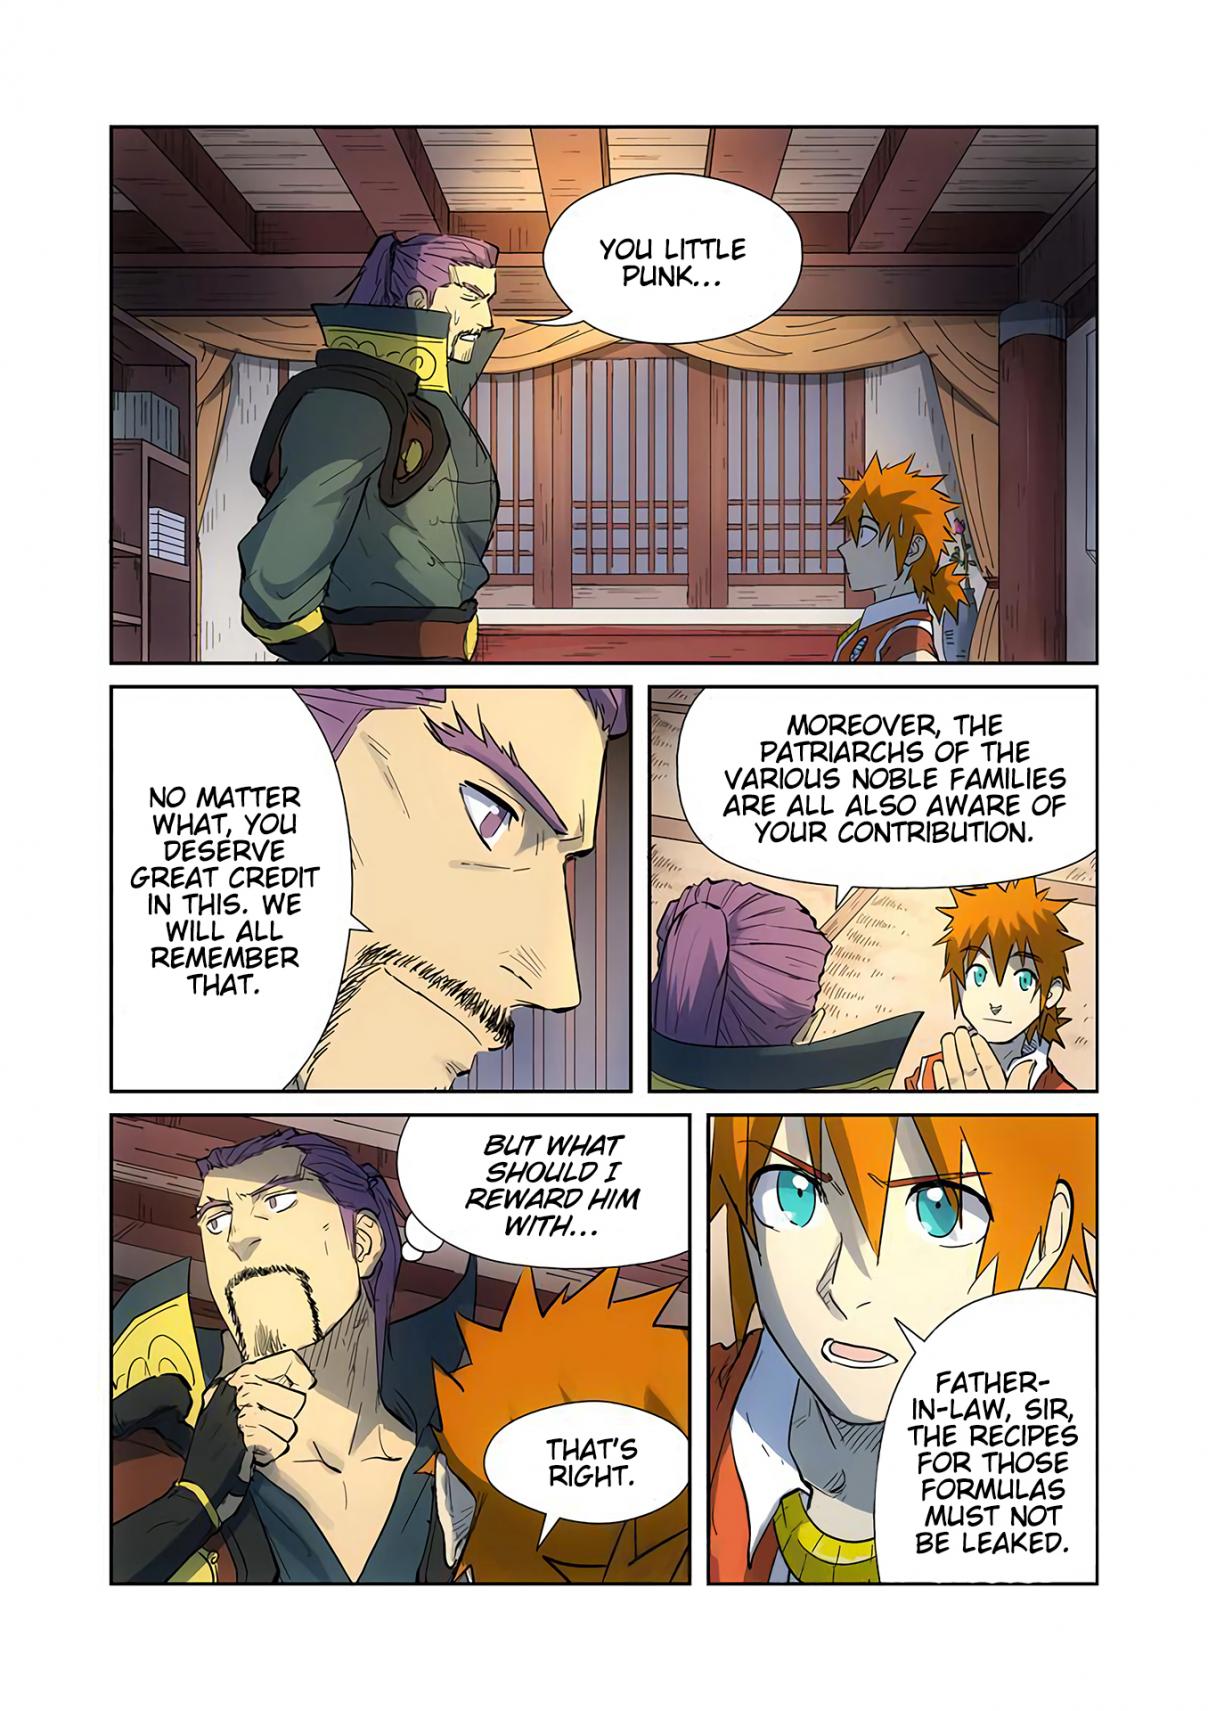 YOU LITTLE
PUNK...
NO MATTER
WHAT, YOU
DESERVE
GREAT CREDIT
IN THIS. WE
WILL ALL
REMEMBER
THAT.
MOREOVER, THE
PATRIARCHS OF THE
VARIOUS NOBLE FAMILIES
ARE ALL ALSO AWARE OF
YOUR CONTRIBUTION.
BUT WHAT
SHOULD I
REWARD HIM
WITH...
THAT'S
RIGHT.
FATHER-
IN-LAW, SIR,
THE RECIPES
FOR THOSE
FORMULAS
MUST NOT
BE LEAKED.